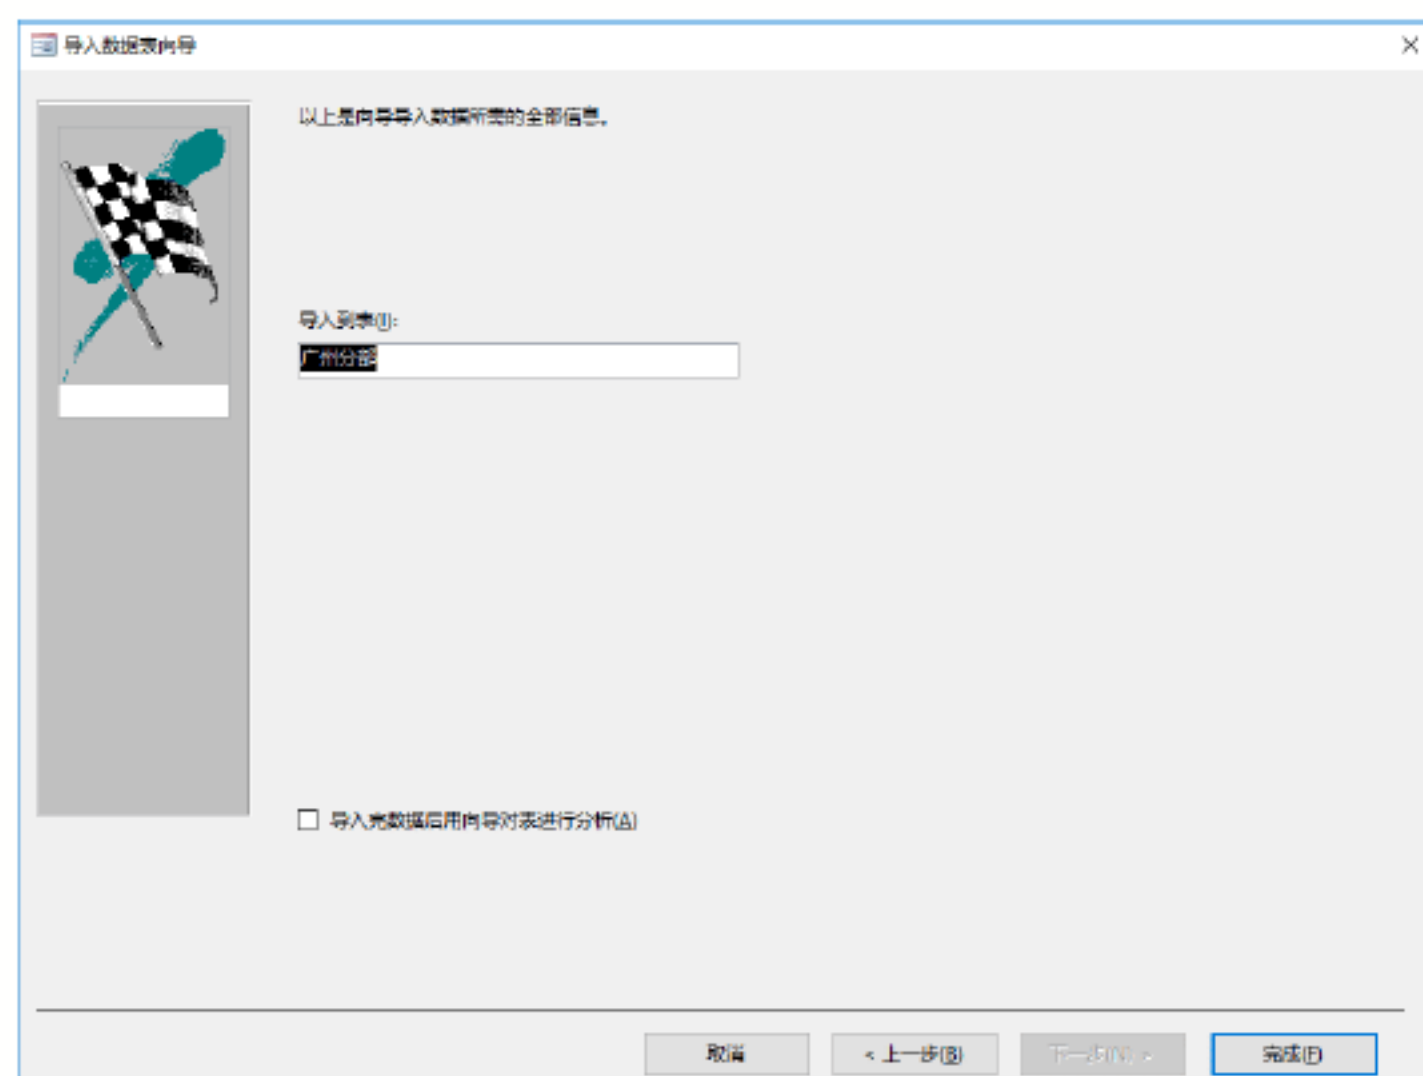 导入数据表向导
以上是向导导入数据所需的全部信息。
导入到表(I):
广州分部
导入完数据后用向导对表进行分析(A)
取消
< 上一步(B)
下一步(N) >
完成(F)